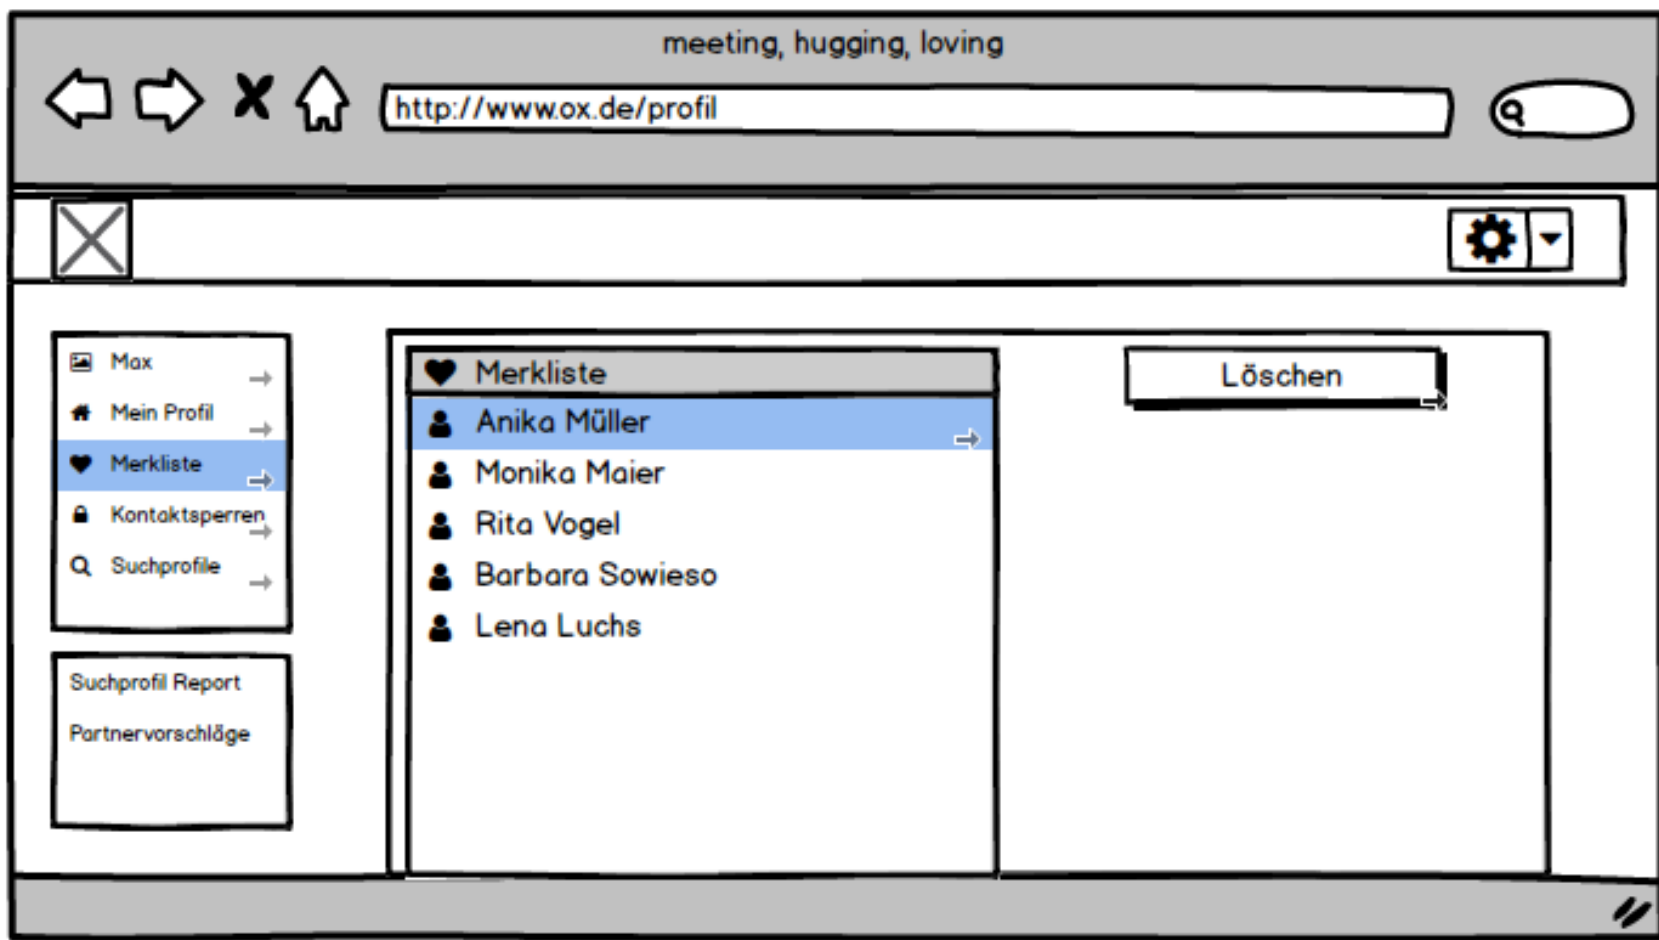 meeting, hugging, loving
http://www.ox.de/profil
Max
Mein Profil
Merkliste
Kontaktsperren
Suchprofile
Suchprofil Report
Partnervorschläge
Merkliste
Anika Müller
Monika Maier
Rita Vogel
Barbara Sowieso
Lena Luchs
Löschen